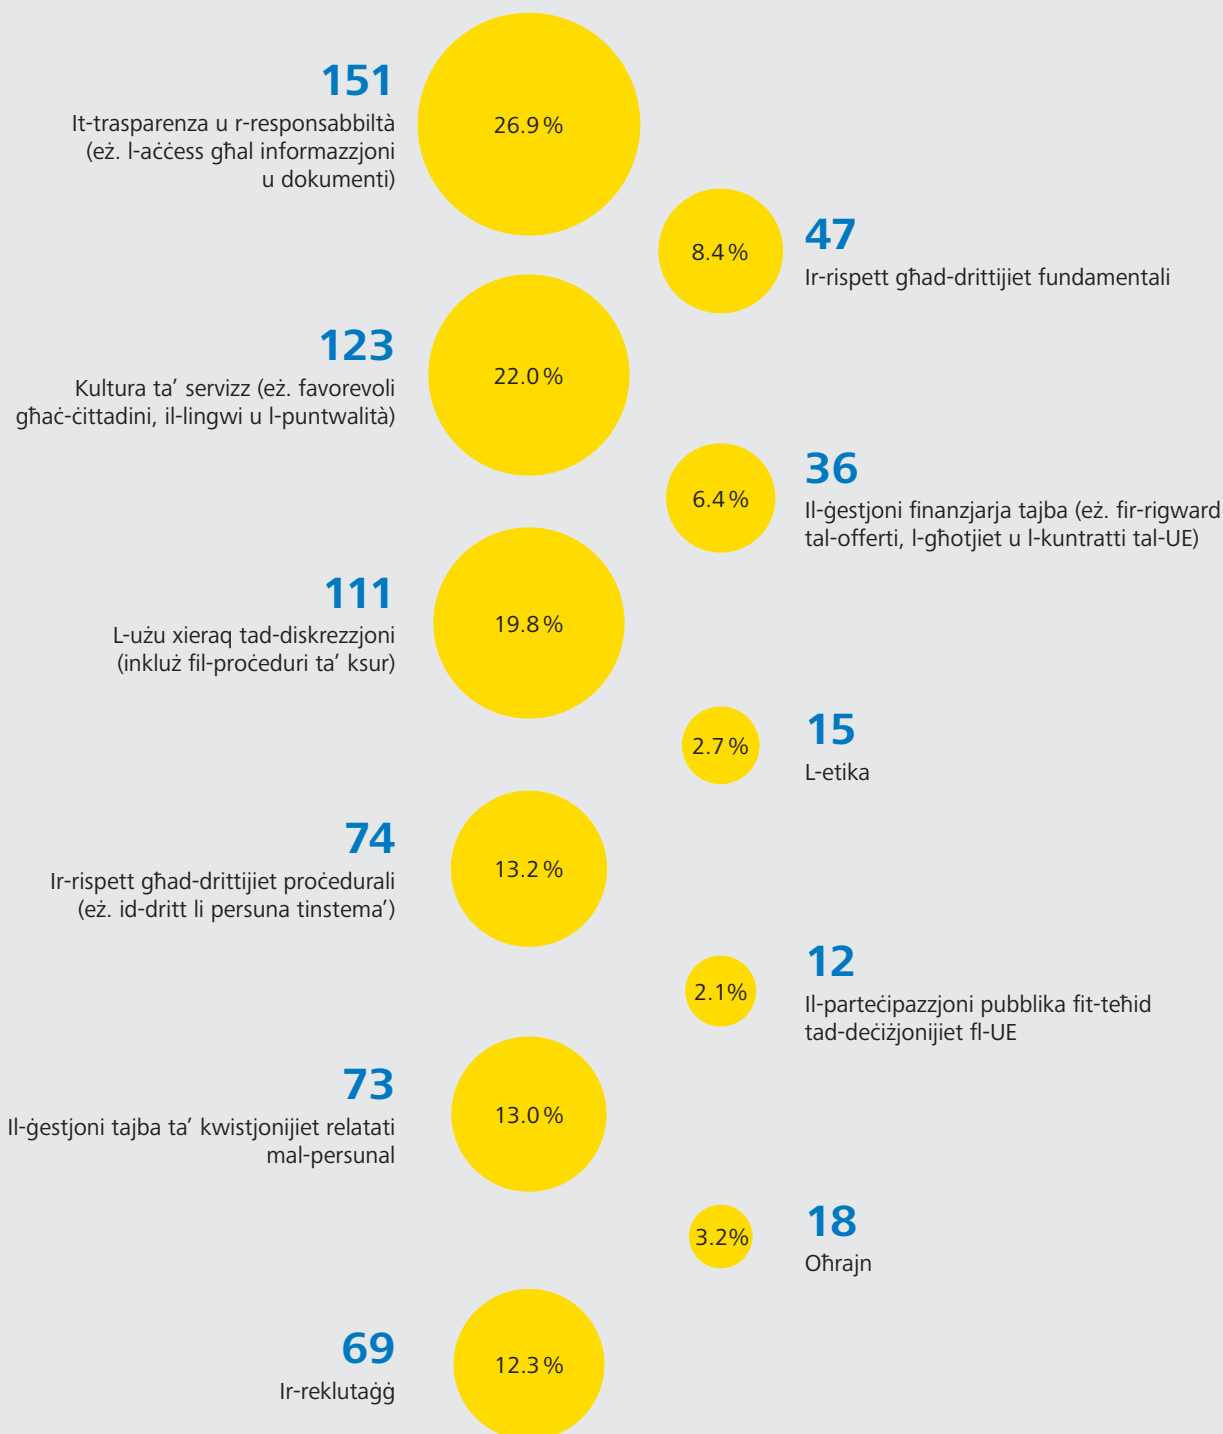 151
It-trasparenza u r-responsabbiltà
(eż. l-aċċess għal informazzjoni
u dokumenti)
26.9 %
8.4 %
47
Ir-rispett għad-drittijiet fundamentali
123
Kultura ta’ servizz (eż. favorevoli
għaċ-ċittadini, il-lingwi u l-puntwalità)
22.0 %
6.4 %
36
Il-ġestjoni finanzjarja tajba (eż. fir-rigward
tal-offerti, l-għotjiet u l-kuntratti tal-UE)
111
L-użu xieraq tad-diskrezzjoni
(inkluż fil-proċeduri ta’ ksur)
19.8 %
2.7 %
15
L-etika
74
Ir-rispett għad-drittijiet proċedurali
(eż. id-dritt li persuna tinstema’)
13.2 %
2.1%
12
Il-parteċipazzjoni pubblika fit-teħid
tad-deċiżjonijiet fl-UE
73
Il-ġestjoni tajba ta’ kwistjonijiet relatati
mal-persunal
13.0 %
3.2%
18
Oħrajn
69
Ir-reklutaġġ
12.3 %